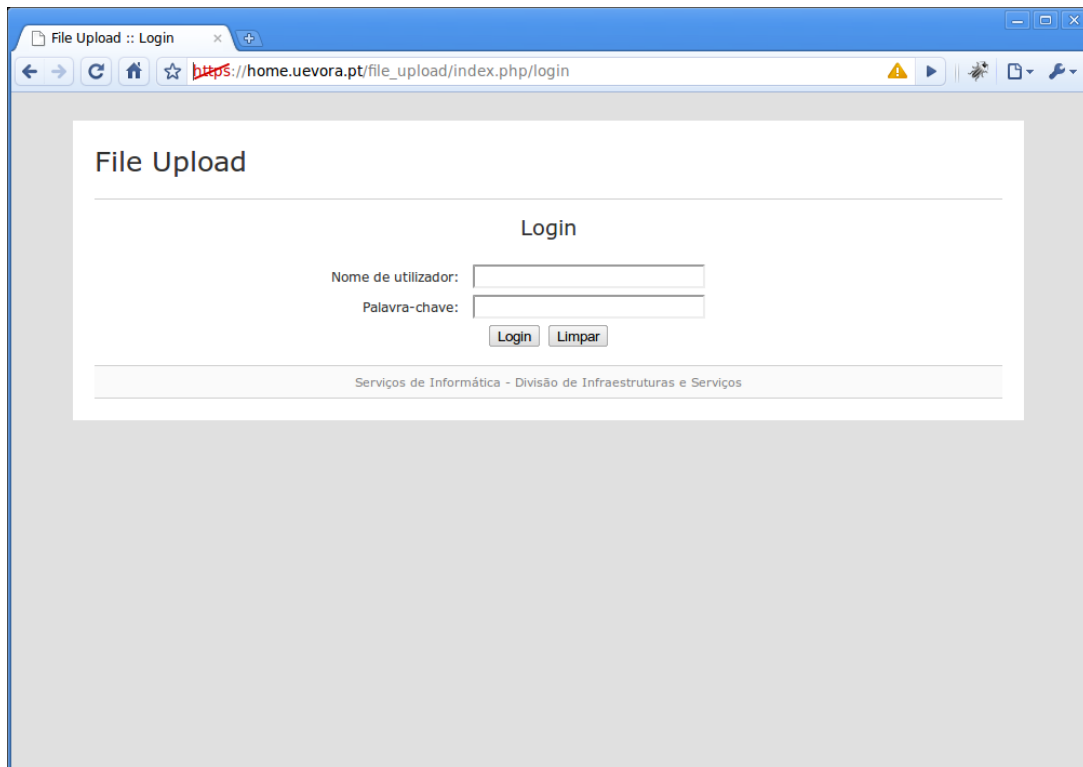 File Upload :: Login
https://home.uevora.pt/file_upload/index.php/login
File Upload
Login
Nome de utilizador:
Palavra-chave:
Login Limpar
Serviços de Informática - Divisão de Infraestruturas e Serviços